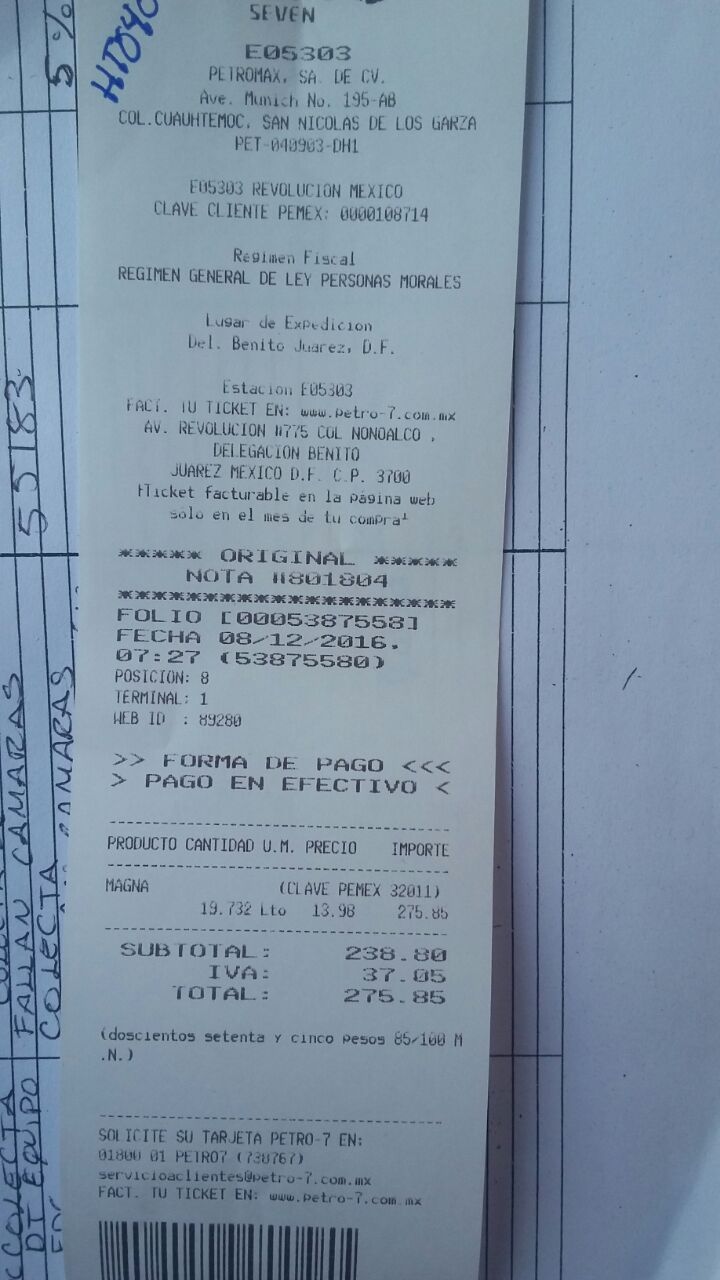 SEVEN
E05303
PETROMAX, SA. DE CV.
Ave. Munich No. 195-AB
COL.CUAUHTEMOC, SAN NICOLAS DE LOS GARZA
PET-040903-DH1
E05303 REVOLUCION MEXICO
CLAVE CLIENTE PEMEX: 0000108714
Regimen Fiscal
REGIMEN GENERAL DE LEY PERSONAS MORALES
Lugar de Expedicion
Del. Benito Juarez, D.F.
Estacion E05303
FACT. TU TICKET EN: www.petro-7.com.mx
AV. REVOLUCION #775 COL NONOALCO ,
DELEGACION BENITO
JUAREZ MEXICO D.F. C.P. 3700
Ticket facturable en la página web
solo en el mes de tu compra
***** ORIGINAL *****
NOTA #801804
********************
FOLIO [0005387558]
FECHA 08/12/2016.
07:27 (53875580)
POSICION: 8
TERMINAL: 1
WEB ID : 89280
>> FORMA DE PAGO <<<
> PAGO EN EFECTIVO <
PRODUCTO CANTIDAD U.M. PRECIO IMPORTE
MAGNA (CLAVE PEMEX 32011)
19.732 Lto 13.98 275.85
SUBTOTAL: 238.80
IVA: 37.05
TOTAL: 275.85
(doscientos setenta y cinco pesos 85/100 M
.N.)
SOLICITE SU TARJETA PETRO-7 EN:
01800 01 PETRO7 (738767)
servicioaclientes@petro-7.com.mx
FACT. TU TICKET EN: www.petro-7.com.mx
5%
55183
COLECTA
FALLAN CAMARAS
DT EQUIPO
COLECTA
CAMARAS